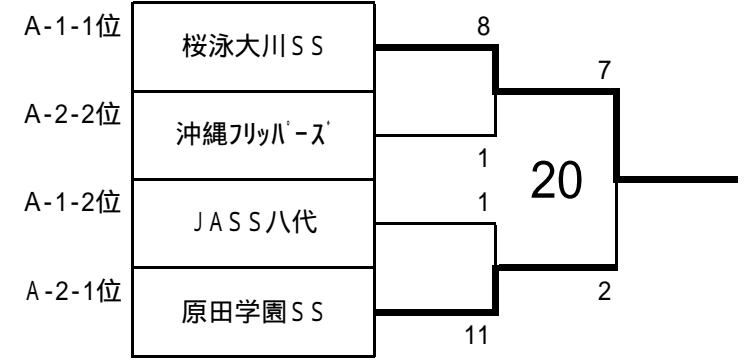 A-1-1位
桜泳大川SS
8
7
A-2-2位
沖縄フリッパーズ
1
20
A-1-2位
JASS八代
1
A-2-1位
原田学園SS
2
11